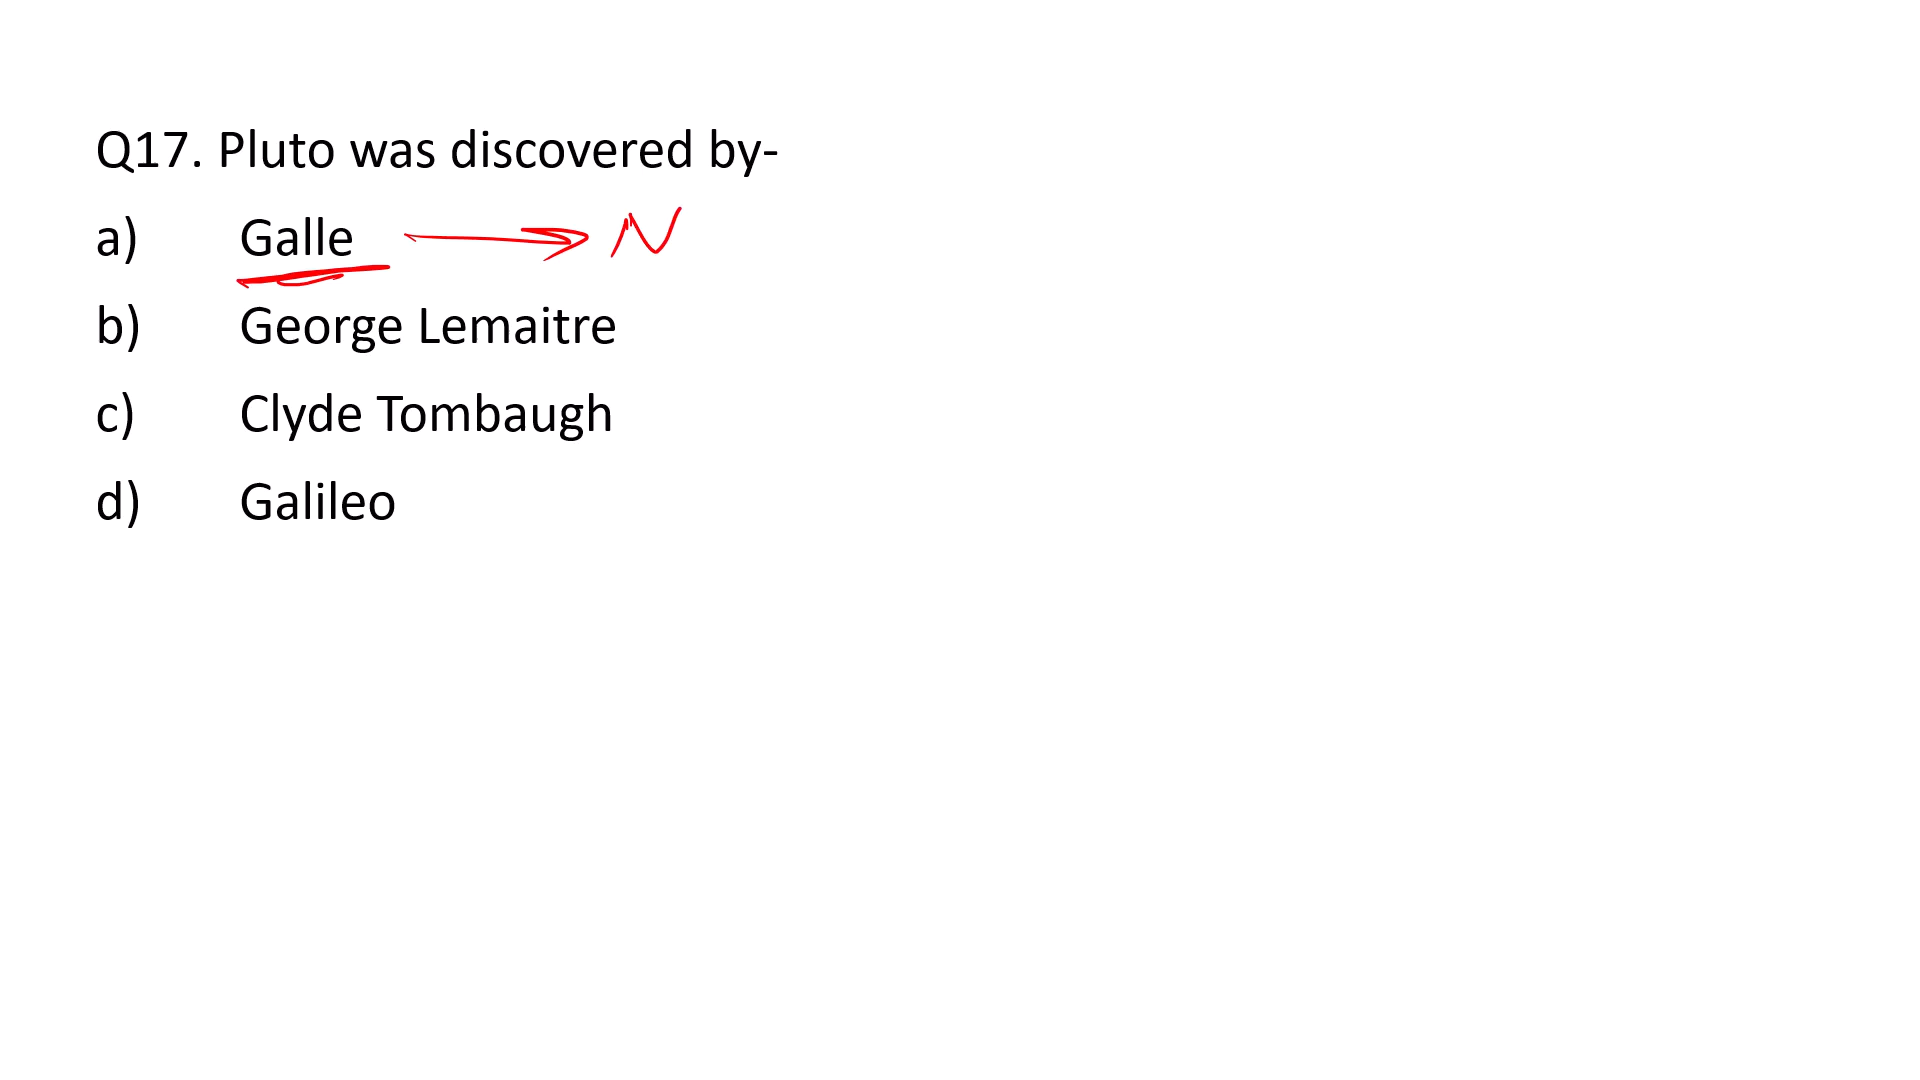 Q17. Pluto was discovered by-
a) Galle → N
b) George Lemaitre
c) Clyde Tombaugh
d) Galileo